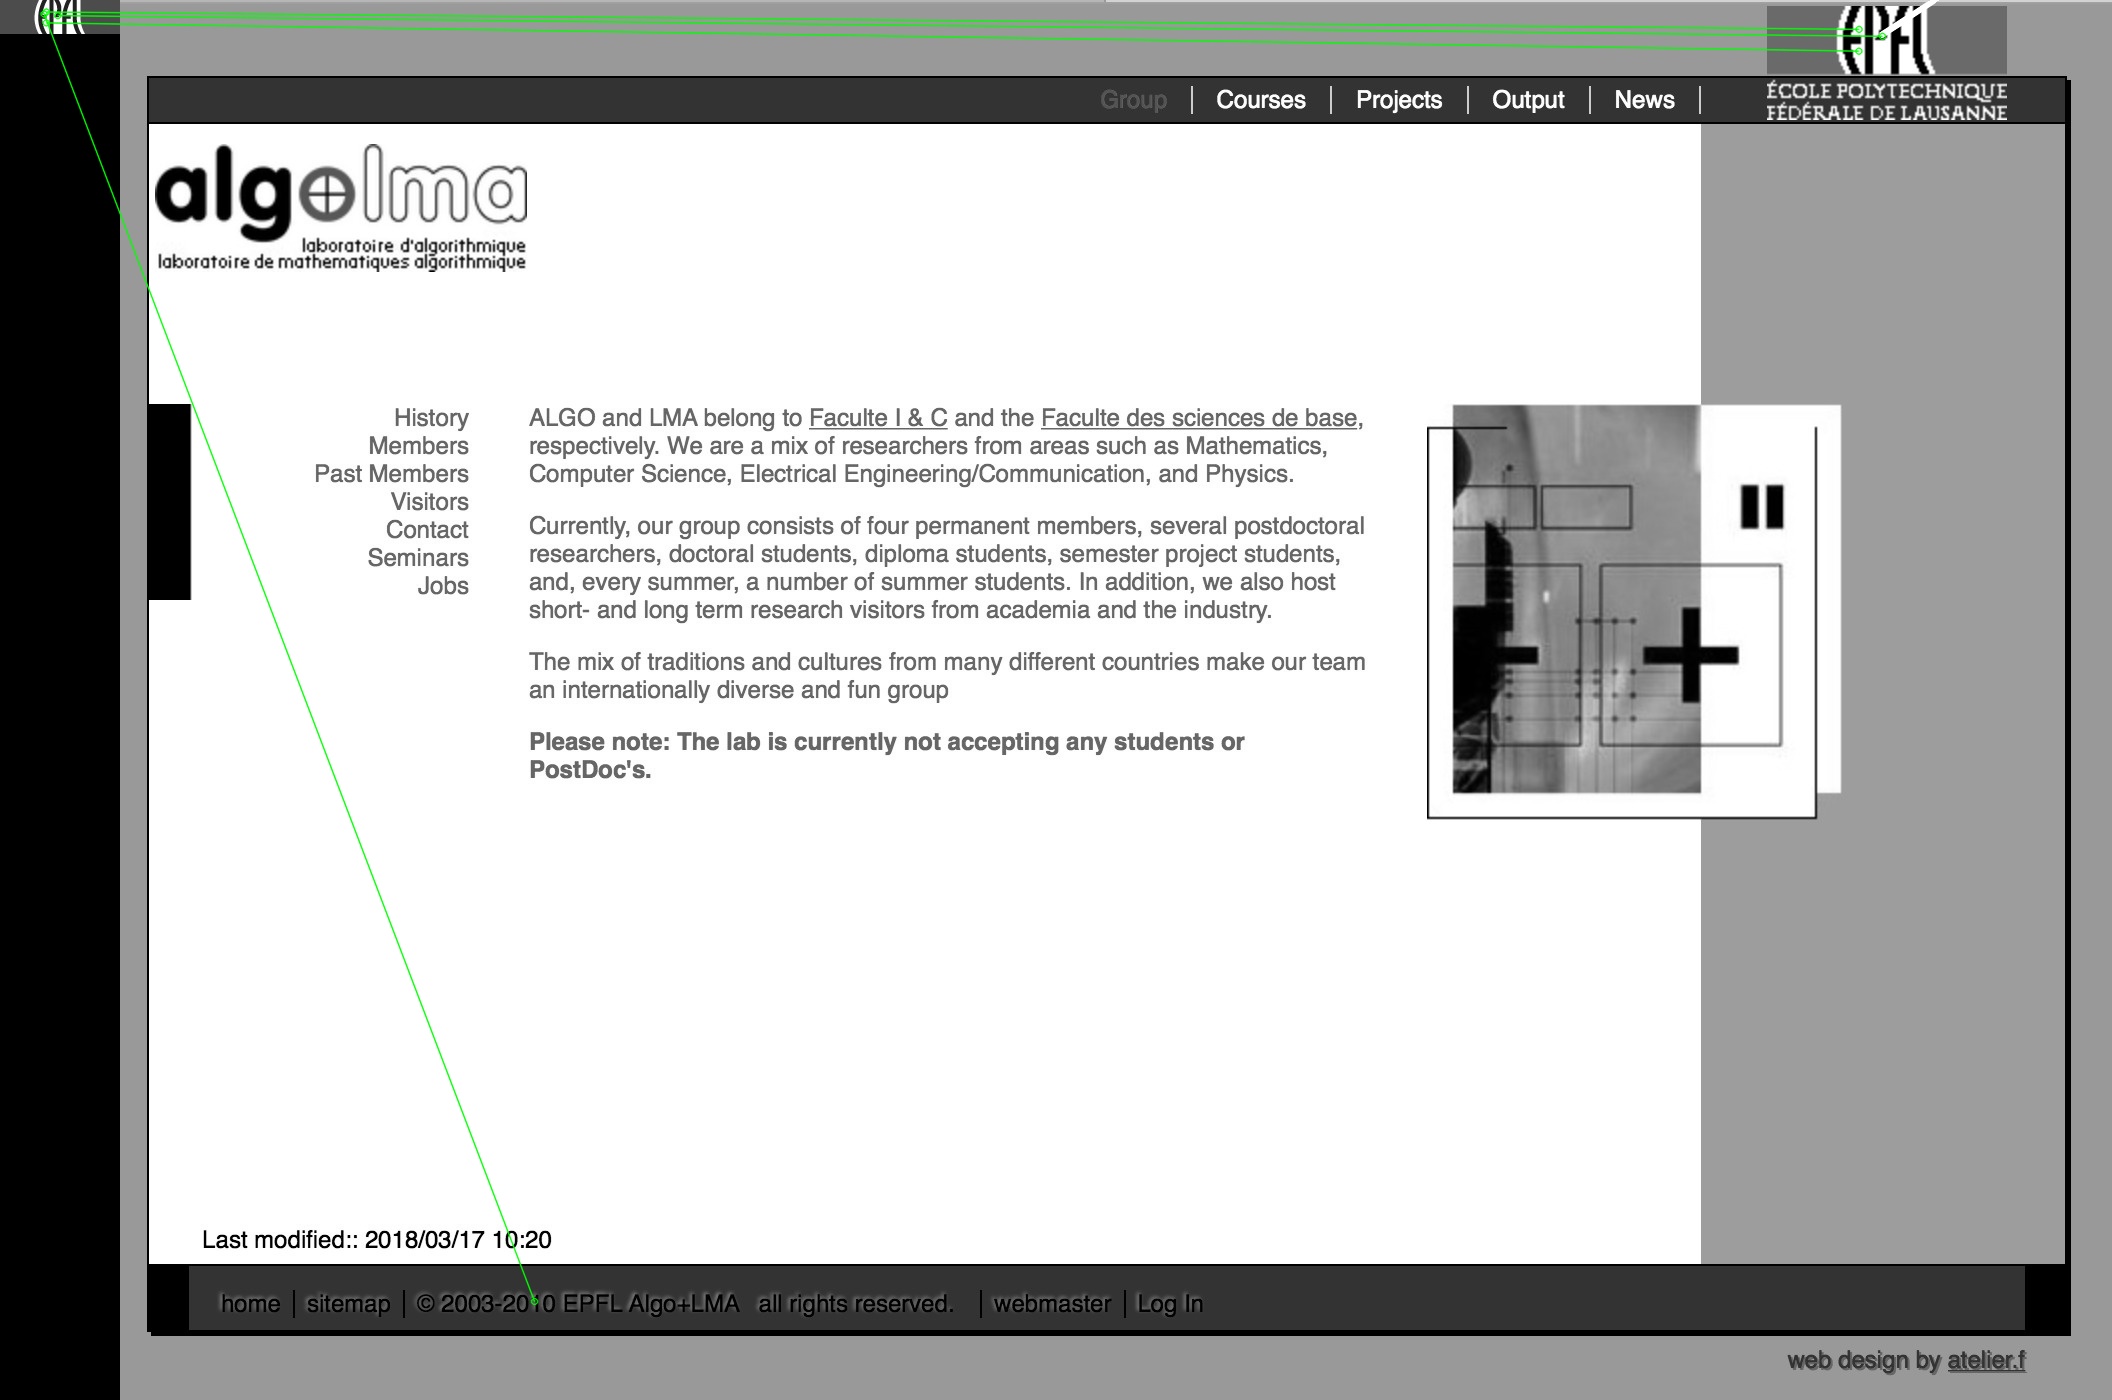 EPFL
EPFL
ÉCOLE POLYTECHNIQUE
FÉDÉRALE DE LAUSANNE
Group | Courses | Projects | Output | News |
algolma
laboratoire d'algorithmique
laboratoire de mathematiques algorithmique
History
Members
Past Members
Visitors
Contact
Seminars
Jobs
ALGO and LMA belong to Faculte I & C and the Faculte des sciences de base,
respectively. We are a mix of researchers from areas such as Mathematics,
Computer Science, Electrical Engineering/Communication, and Physics.
Currently, our group consists of four permanent members, several postdoctoral
researchers, doctoral students, diploma students, semester project students,
and, every summer, a number of summer students. In addition, we also host
short- and long term research visitors from academia and the industry.
The mix of traditions and cultures from many different countries make our team
an internationally diverse and fun group
Please note: The lab is currently not accepting any students or
PostDoc's.
Last modified:: 2018/03/17 10:20
home | sitemap | © 2003-2010 EPFL Algo+LMA all rights reserved. | webmaster | Log In
web design by atelier.f